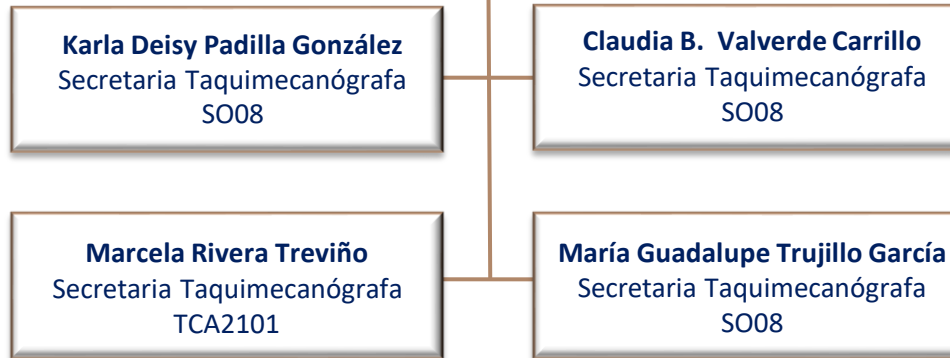 Karla Deisy Padilla González
Secretaria Taquimecanógrafa
SO08
Claudia B. Valverde Carrillo
Secretaria Taquimecanógrafa
SO08
Marcela Rivera Treviño
Secretaria Taquimecanógrafa
TCA2101
María Guadalupe Trujillo García
Secretaria Taquimecanógrafa
SO08